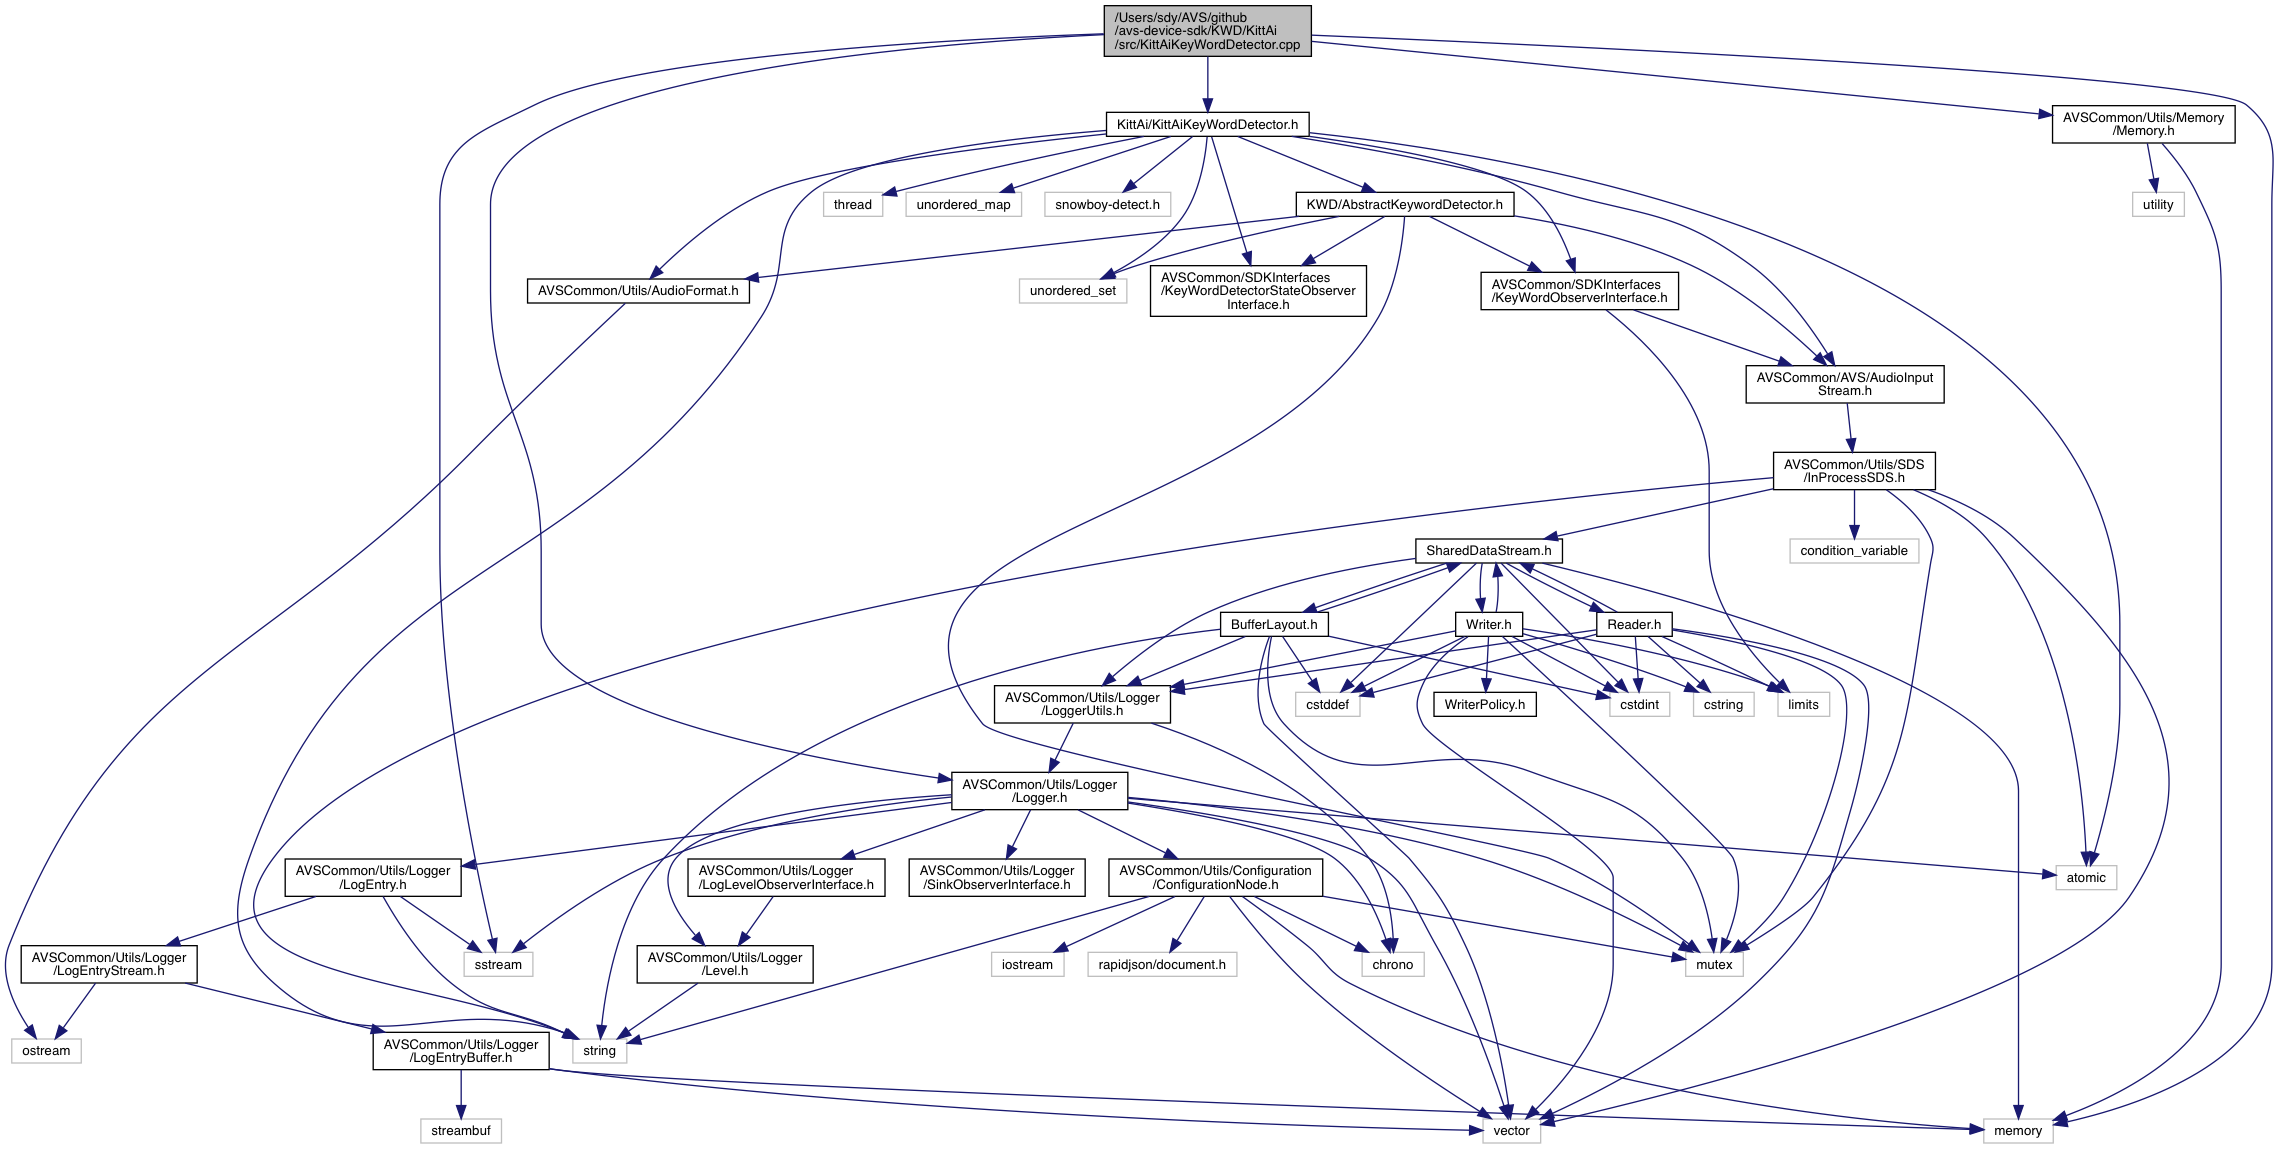 /Users/sdy/AVS/github
/avs-device-sdk/KWD/KittAi
/src/KittAiKeyWordDetector.cpp
KittAi/KittAiKeyWordDetector.h
AVSCommon/Utils/Memory
/Memory.h
thread
unordered_map
snowboy-detect.h
KWD/AbstractKeywordDetector.h
utility
AVSCommon/Utils/AudioFormat.h
unordered_set
AVSCommon/SDKInterfaces
/KeyWordDetectorStateObserver
Interface.h
AVSCommon/SDKInterfaces
/KeyWordObserverInterface.h
AVSCommon/AVS/AudioInput
Stream.h
AVSCommon/Utils/SDS
/InProcessSDS.h
SharedDataStream.h
condition_variable
BufferLayout.h
Writer.h
Reader.h
AVSCommon/Utils/Logger
/LoggerUtils.h
cstddef
WriterPolicy.h
cstdint
cstring
limits
AVSCommon/Utils/Logger
/Logger.h
AVSCommon/Utils/Logger
/LogEntry.h
AVSCommon/Utils/Logger
/LogLevelObserverInterface.h
AVSCommon/Utils/Logger
/SinkObserverInterface.h
AVSCommon/Utils/Configuration
/ConfigurationNode.h
atomic
AVSCommon/Utils/Logger
/LogEntryStream.h
sstream
AVSCommon/Utils/Logger
/Level.h
iostream
rapidjson/document.h
chrono
mutex
ostream
AVSCommon/Utils/Logger
/LogEntryBuffer.h
string
streambuf
vector
memory